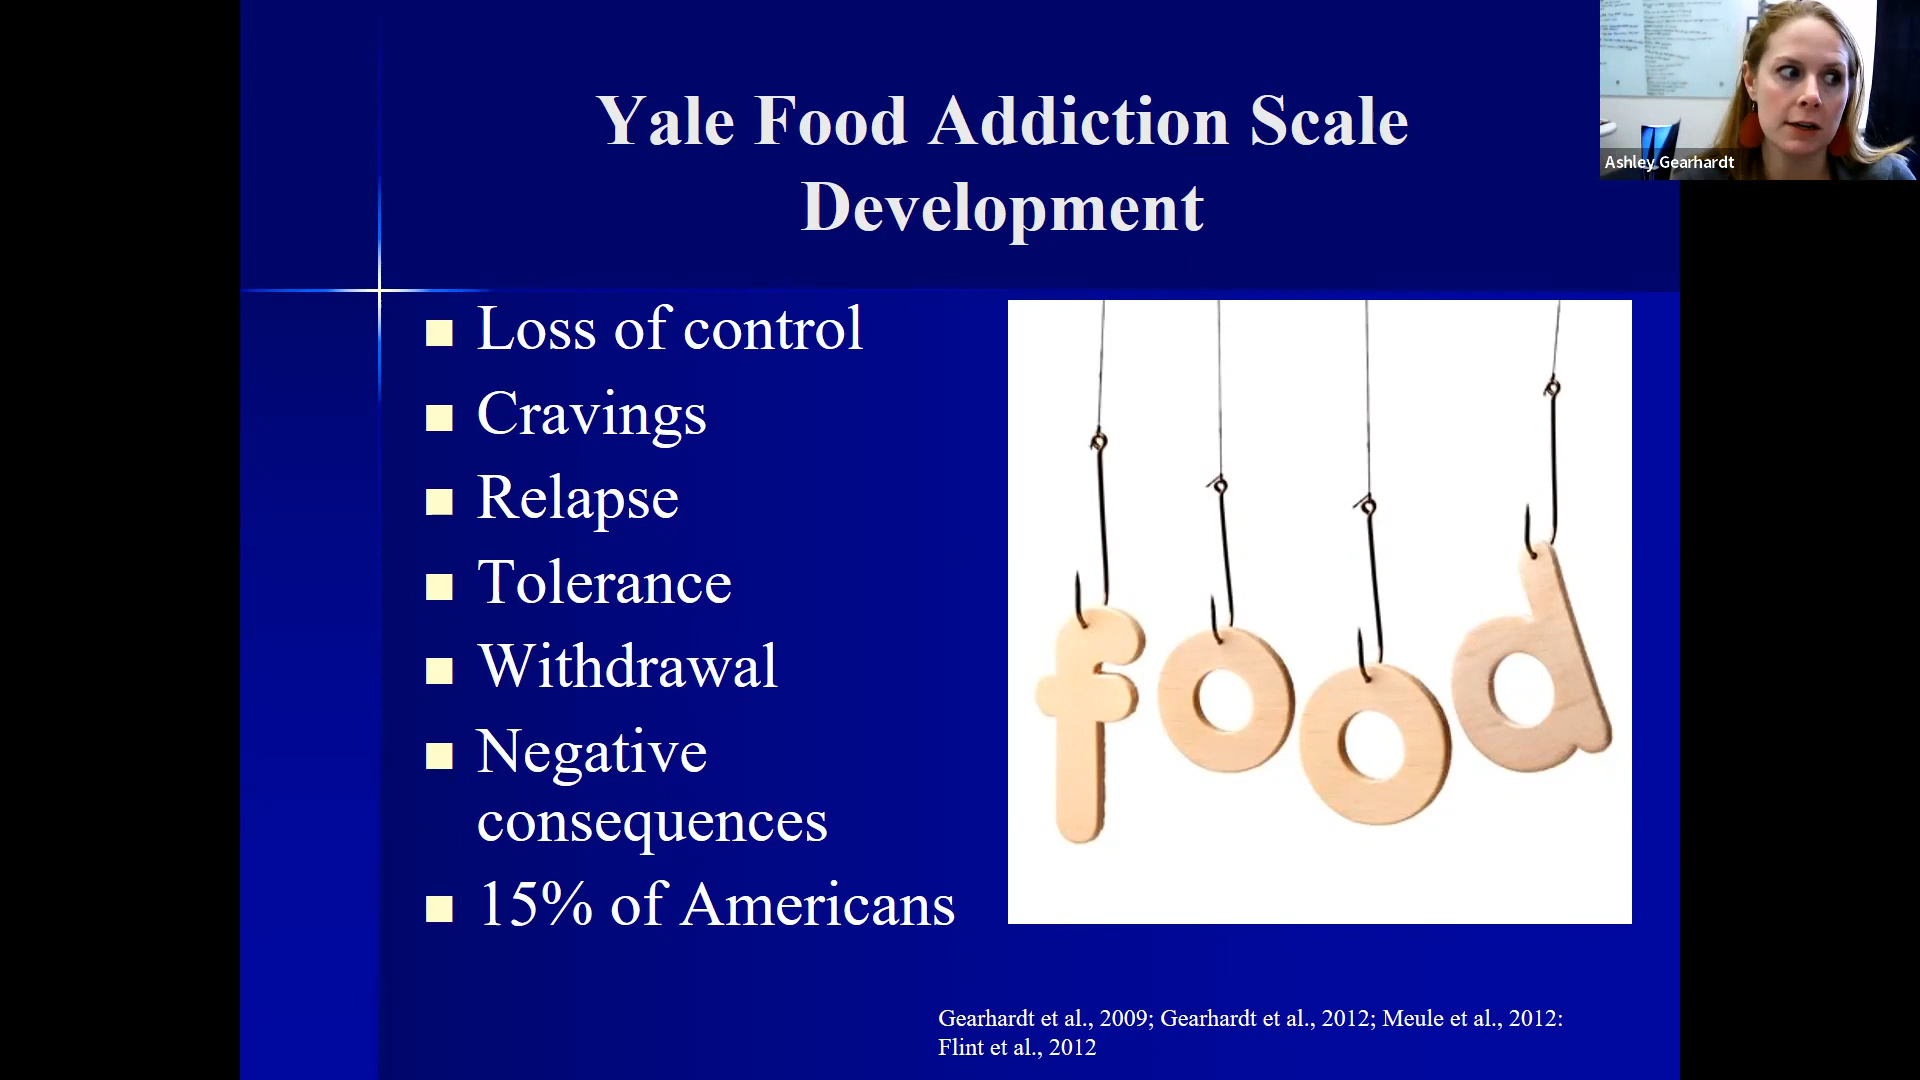 Yale Food Addiction Scale
Development
Loss of control
Cravings
Relapse
Tolerance
Withdrawal
Negative
consequences
15% of Americans
food
Gearhardt et al., 2009; Gearhardt et al., 2012; Meule et al., 2012:
Flint et al., 2012
Ashley Gearhardt